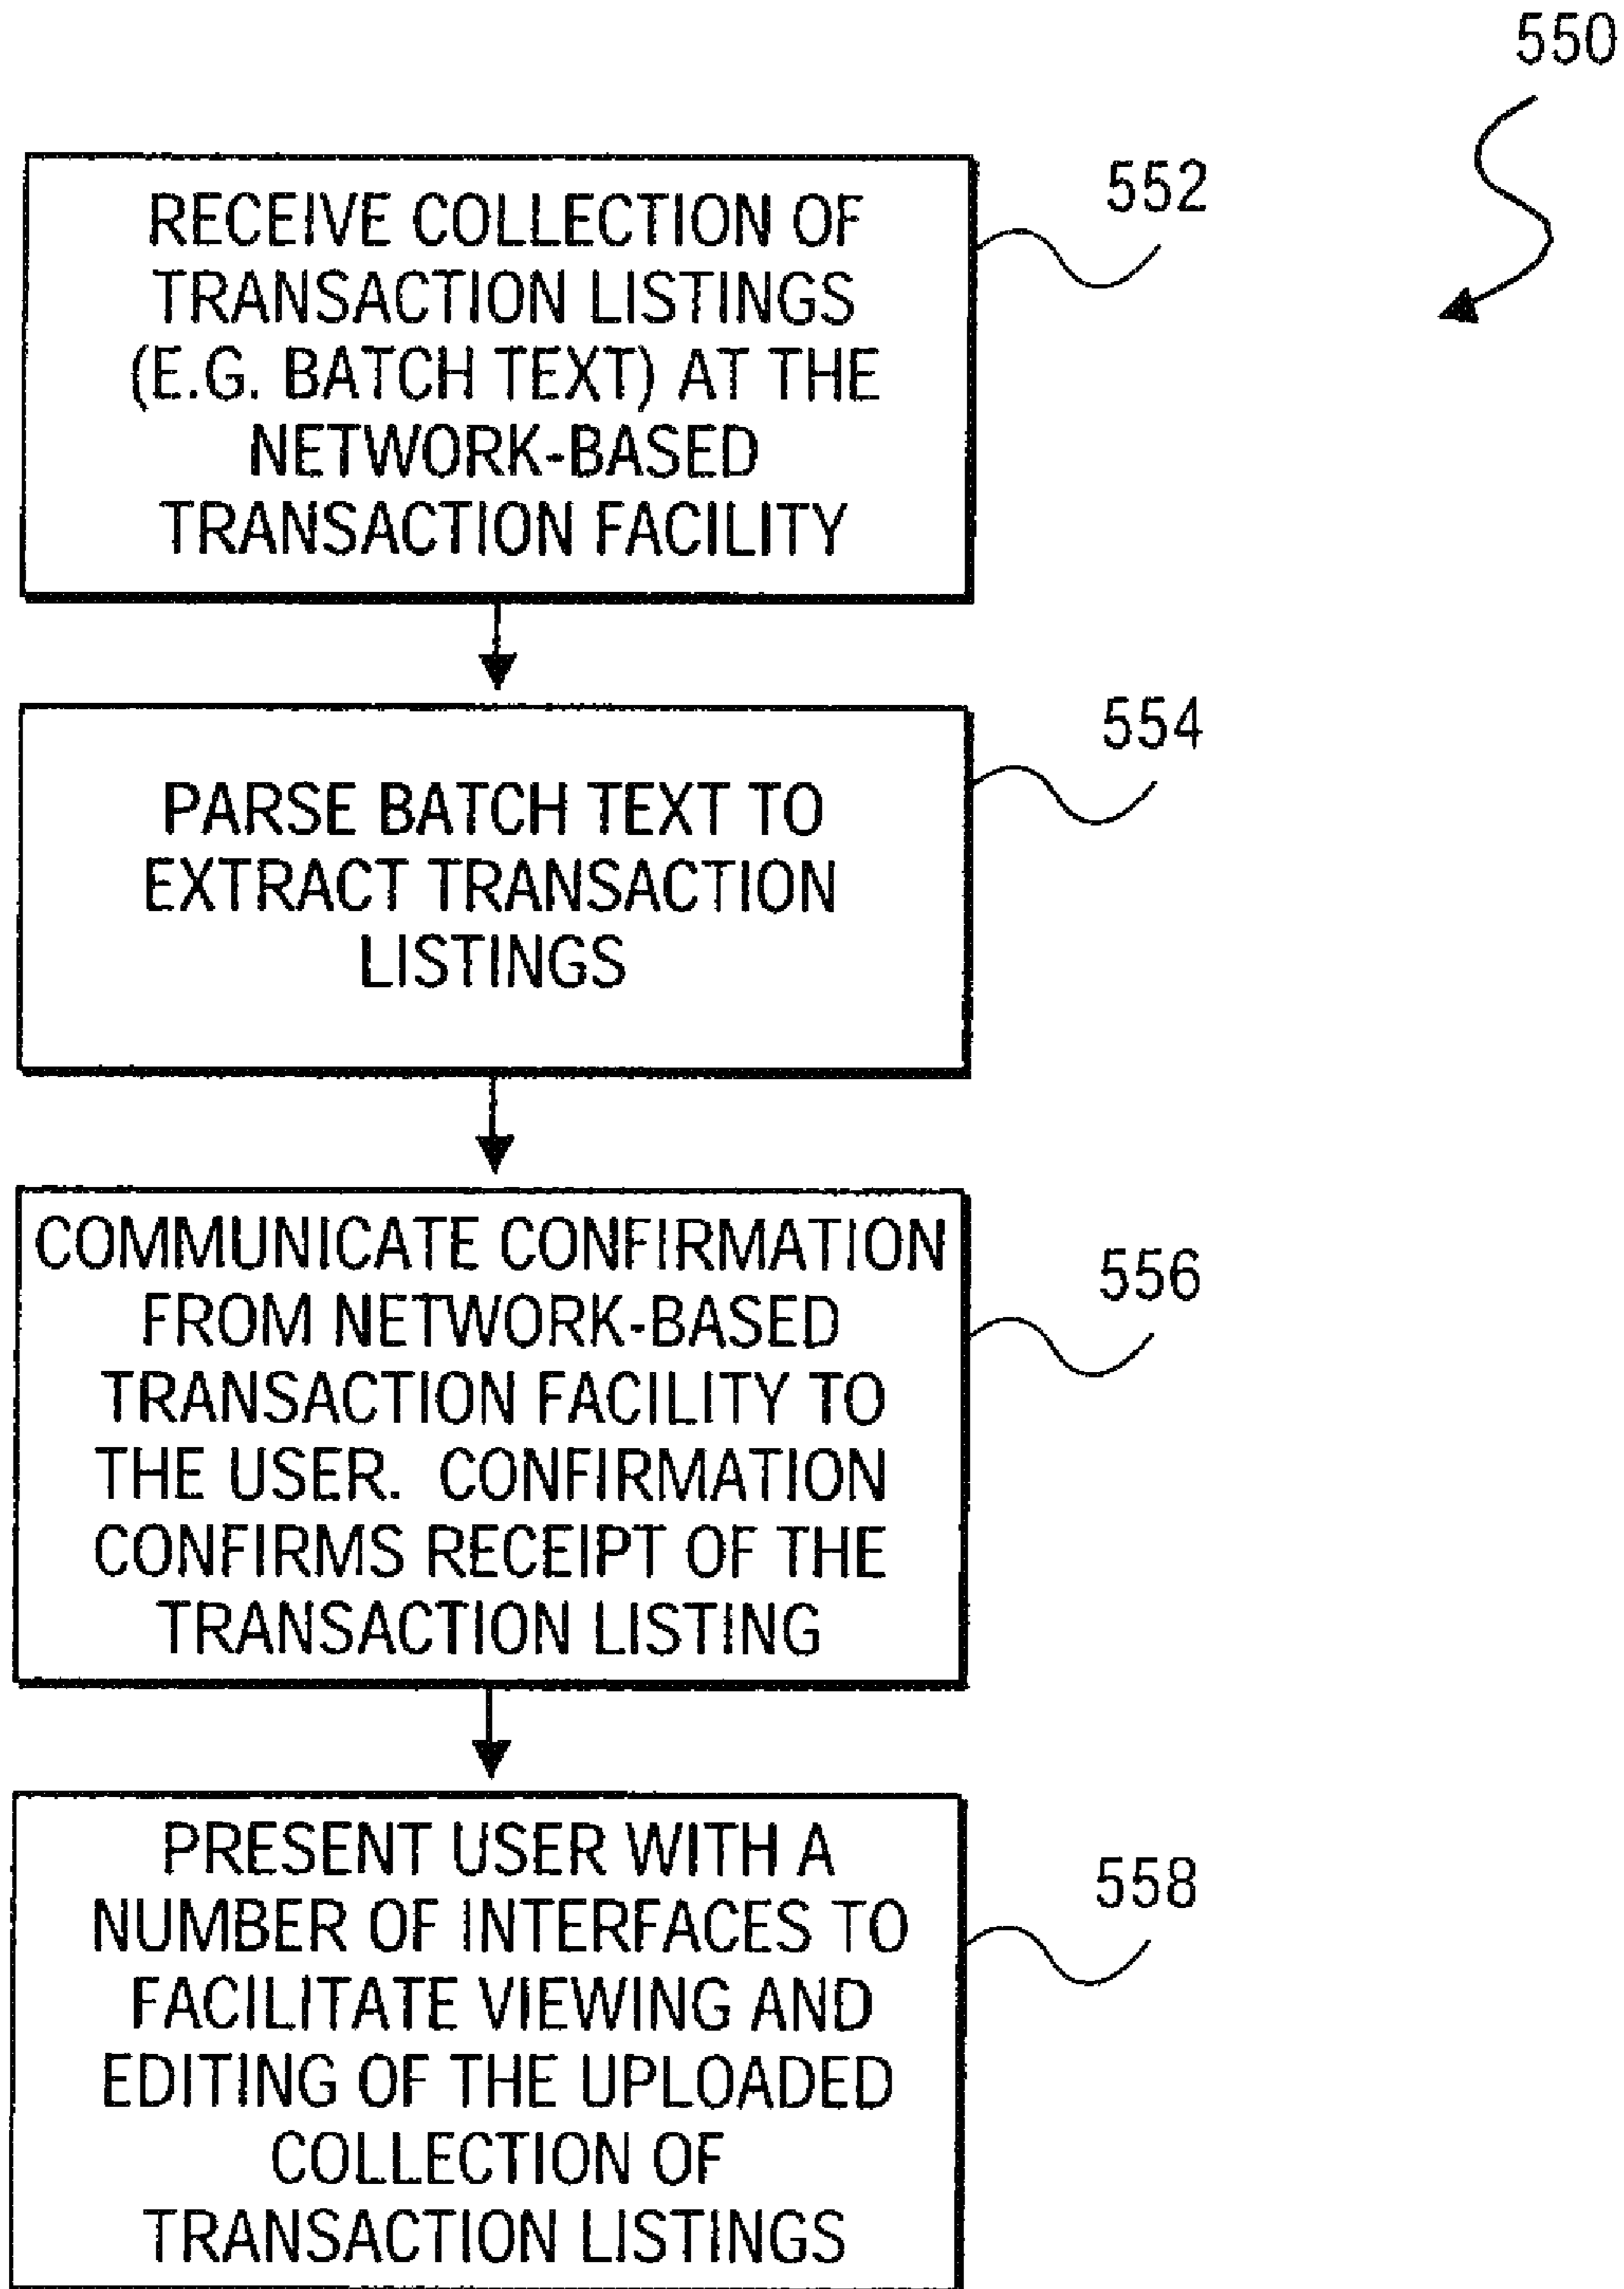 550
RECEIVE COLLECTION OF
TRANSACTION LISTINGS
(E.G. BATCH TEXT) AT THE
NETWORK-BASED
TRANSACTION FACILITY
552
PARSE BATCH TEXT TO
EXTRACT TRANSACTION
LISTINGS
554
COMMUNICATE CONFIRMATION
FROM NETWORK-BASED
TRANSACTION FACILITY TO
THE USER. CONFIRMATION
CONFIRMS RECEIPT OF THE
TRANSACTION LISTING
556
PRESENT USER WITH A
NUMBER OF INTERFACES TO
FACILITATE VIEWING AND
EDITING OF THE UPLOADED
COLLECTION OF
TRANSACTION LISTINGS
558